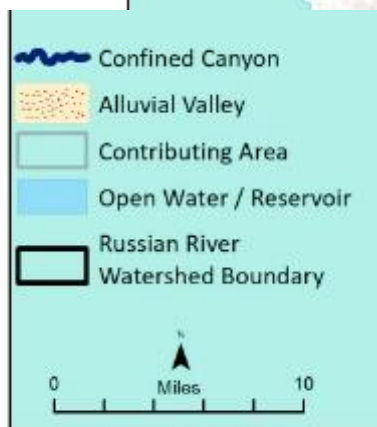 Confined Canyon
Alluvial Valley
Contributing Area
Open Water / Reservoir
Russian River
Watershed Boundary
N
Miles
0 10